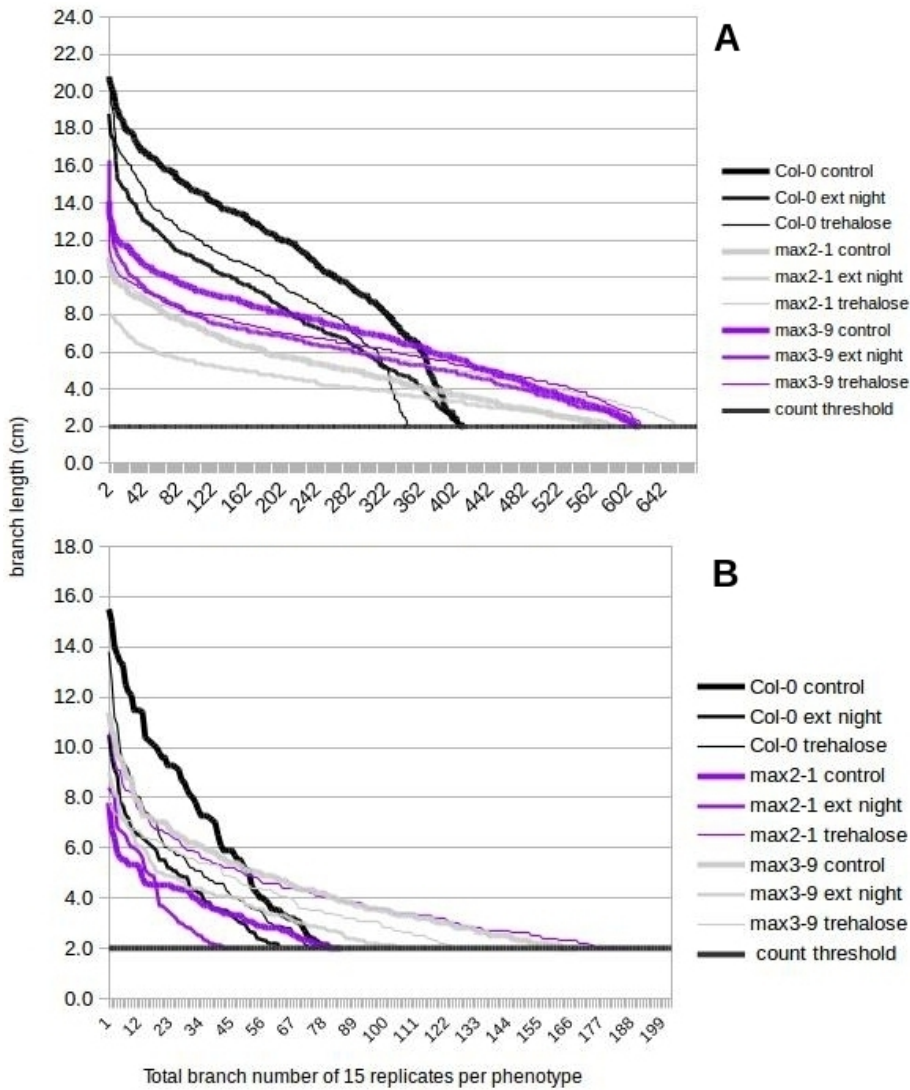 A
24.0
22.0
20.0
18.0
16.0
14.0
12.0
10.0
8.0
6.0
4.0
2.0
0.0
2 42 82 122 162 202 242 282 322 362 402 442 482 522 562 602 642
Col-0 control
Col-0 ext night
Col-0 trehalose
max2-1 control
max2-1 ext night
max2-1 trehalose
max3-9 control
max3-9 ext night
max3-9 trehalose
count threshold
branch length (cm)
B
18.0
16.0
14.0
12.0
10.0
8.0
6.0
4.0
2.0
0.0
1 12 23 34 45 56 67 78 89 100 111 122 133 144 155 166 177 188 199
Col-0 control
Col-0 ext night
Col-0 trehalose
max2-1 control
max2-1 ext night
max2-1 trehalose
max3-9 control
max3-9 ext night
max3-9 trehalose
count threshold
Total branch number of 15 replicates per phenotype